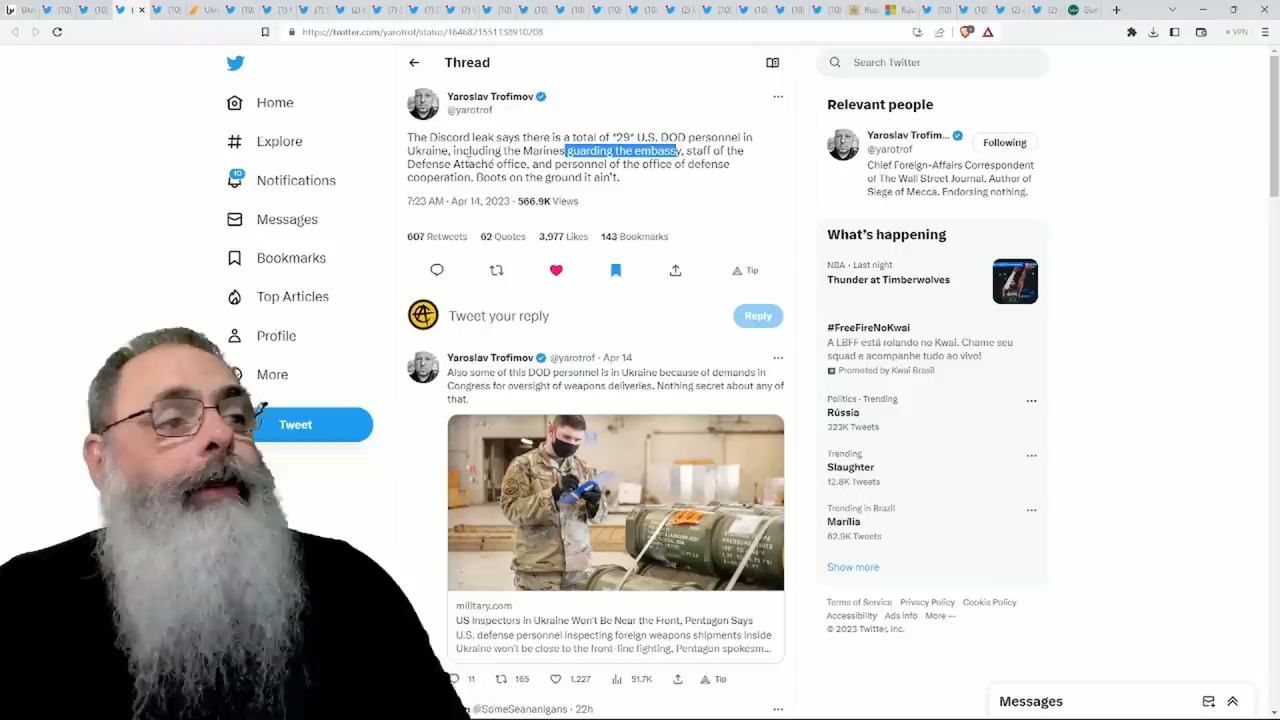 https://twitter.com/yarotrof/status/1646821551138910208
VPN
Home
Explore
10
Notifications
Messages
Bookmarks
Top Articles
Profile
More
Tweet
Thread
Yaroslav Trofimov
@yarotrof
The Discord leak says there is a total of *29* U.S. DOD personnel in
Ukraine, including the Marines guarding the embassy, staff of the
Defense Attaché office, and personnel of the office of defense
cooperation. Boots on the ground it ain't.
7:23 AM · Apr 14, 2023 · 566.9K Views
607 Retweets 62 Quotes 3,977 Likes 143 Bookmarks
Tip
Tweet your reply
Reply
Yaroslav Trofimov @yarotrof · Apr 14
Also some of this DOD personnel is in Ukraine because of demands in
Congress for oversight of weapons deliveries. Nothing secret about any of
that.
military.com
US Inspectors in Ukraine Won't Be Near the Front, Pentagon Says
U.S. defense personnel inspecting foreign weapons shipments inside
Ukraine won't be close to the front-line fighting, Pentagon spokesm...
11 165 1,227 51.7K Tip
@SomeSeananigans · 22h
Search Twitter
Relevant people
Yaroslav Trofim...
@yarotrof
Following
Chief Foreign-Affairs Correspondent
of The Wall Street Journal. Author of
Siege of Mecca. Endorsing nothing.
What's happening
NBA · Last night
Thunder at Timberwolves
#FreeFireNoKwai
A LBFF está rolando no Kwai. Chame seu
squad e acompanhe tudo ao vivo!
Promoted by Kwai Brasil
Politics · Trending
Rússia
323K Tweets
Trending
Slaughter
12.8K Tweets
Trending in Brazil
Marília
62.9K Tweets
Show more
Terms of Service Privacy Policy Cookie Policy
Accessibility Ads info More ···
© 2023 Twitter, Inc.
Messages